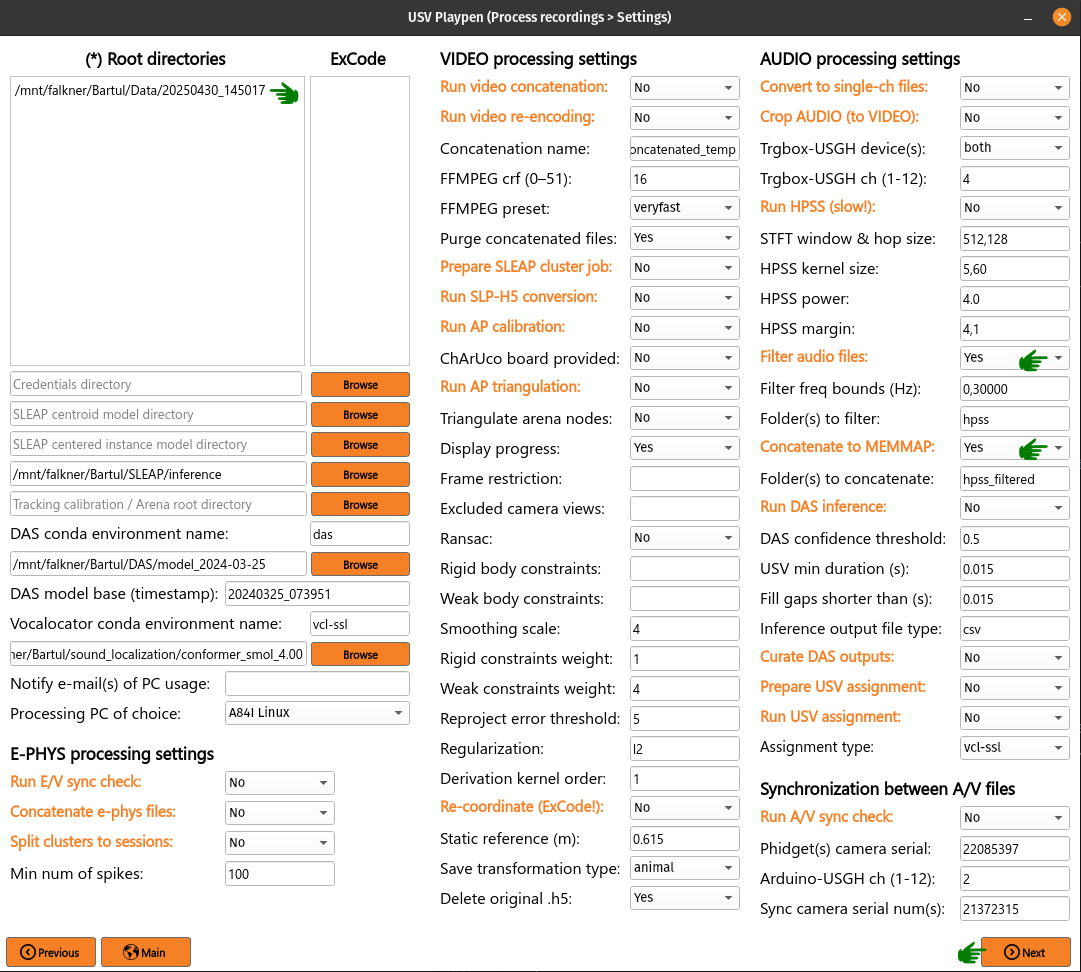 USV Playpen (Process recordings > Settings)
(*) Root directories
ExCode
/mnt/falkner/Bartul/Data/20250430_145017
Credentials directory
Browse
SLEAP centroid model directory
Browse
SLEAP centered instance model directory
Browse
/mnt/falkner/Bartul/SLEAP/inference
Browse
Tracking calibration / Arena root directory
Browse
DAS conda environment name:
das
/mnt/falkner/Bartul/DAS/model_2024-03-25
Browse
DAS model base (timestamp):
20240325_073951
Vocalocator conda environment name:
vcl-ssl
ner/Bartul/sound_localization/conformer_smol_4.00
Browse
Notify e-mail(s) of PC usage:
Processing PC of choice:
A84I Linux
E-PHYS processing settings
Run E/V sync check:
No
Concatenate e-phys files:
No
Split clusters to sessions:
No
Min num of spikes:
100
VIDEO processing settings
Run video concatenation:
No
Run video re-encoding:
No
Concatenation name:
oncatenated_temp
FFMPEG crf (0–51):
16
FFMPEG preset:
veryfast
Purge concatenated files:
Yes
Prepare SLEAP cluster job:
No
Run SLP-H5 conversion:
No
Run AP calibration:
No
ChArUco board provided:
No
Run AP triangulation:
No
Triangulate arena nodes:
No
Display progress:
Yes
Frame restriction:
Excluded camera views:
Ransac:
No
Rigid body constraints:
Weak body constraints:
Smoothing scale:
4
Rigid constraints weight:
1
Weak constraints weight:
4
Reproject error threshold:
5
Regularization:
l2
Derivation kernel order:
1
Re-coordinate (ExCode!):
No
Static reference (m):
0.615
Save transformation type:
animal
Delete original .h5:
Yes
AUDIO processing settings
Convert to single-ch files:
No
Crop AUDIO (to VIDEO):
No
Trgbox-USGH device(s):
both
Trgbox-USGH ch (1-12):
4
Run HPSS (slow!):
No
STFT window & hop size:
512,128
HPSS kernel size:
5,60
HPSS power:
4.0
HPSS margin:
4,1
Filter audio files:
Yes
Filter freq bounds (Hz):
0,30000
Folder(s) to filter:
hpss
Concatenate to MEMMAP:
Yes
Folder(s) to concatenate:
hpss_filtered
Run DAS inference:
No
DAS confidence threshold:
0.5
USV min duration (s):
0.015
Fill gaps shorter than (s):
0.015
Inference output file type:
csv
Curate DAS outputs:
No
Prepare USV assignment:
No
Run USV assignment:
No
Assignment type:
vcl-ssl
Synchronization between A/V files
Run A/V sync check:
No
Phidget(s) camera serial:
22085397
Arduino-USGH ch (1-12):
2
Sync camera serial num(s):
21372315
Previous
Main
Next